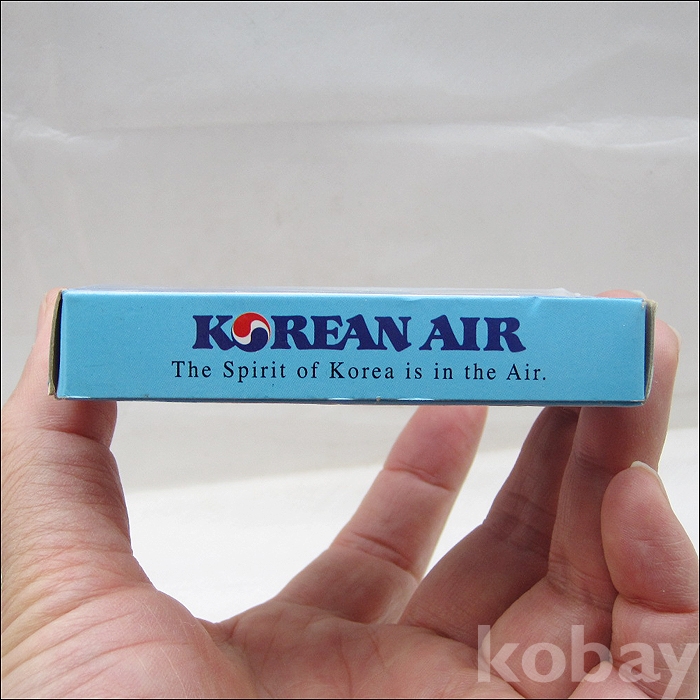 KOREAN AIR
The Spirit of Korea is in the Air.
kobay